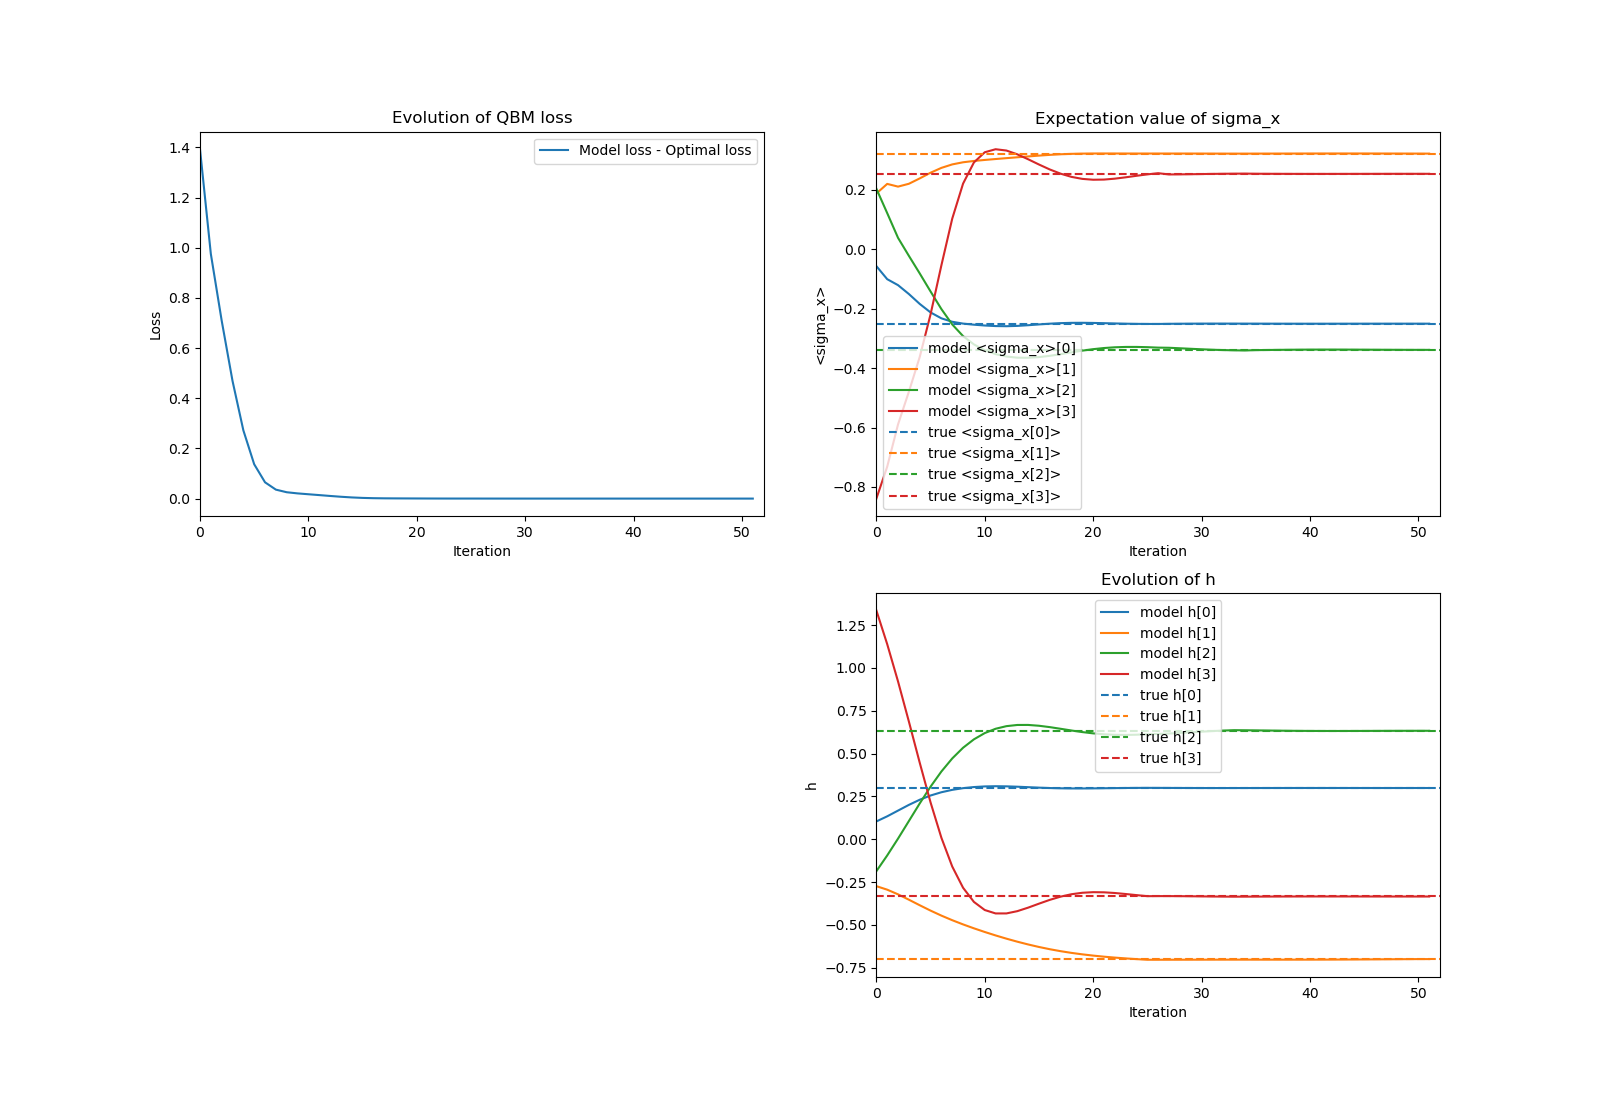 Evolution of QBM loss
1.4
1.2
1.0
0.8
0.6
0.4
0.2
0.0
Loss
0 10 20 30 40 50
Iteration
Model loss - Optimal loss
Expectation value of sigma_x
0.2
0.0
−0.2
−0.4
−0.6
−0.8
<sigma_x>
0 10 20 30 40 50
Iteration
model <sigma_x>[0]
model <sigma_x>[1]
model <sigma_x>[2]
model <sigma_x>[3]
true <sigma_x[0]>
true <sigma_x[1]>
true <sigma_x[2]>
true <sigma_x[3]>
Evolution of h
1.25
1.00
0.75
0.50
0.25
0.00
−0.25
−0.50
−0.75
h
0 10 20 30 40 50
Iteration
model h[0]
model h[1]
model h[2]
model h[3]
true h[0]
true h[1]
true h[2]
true h[3]